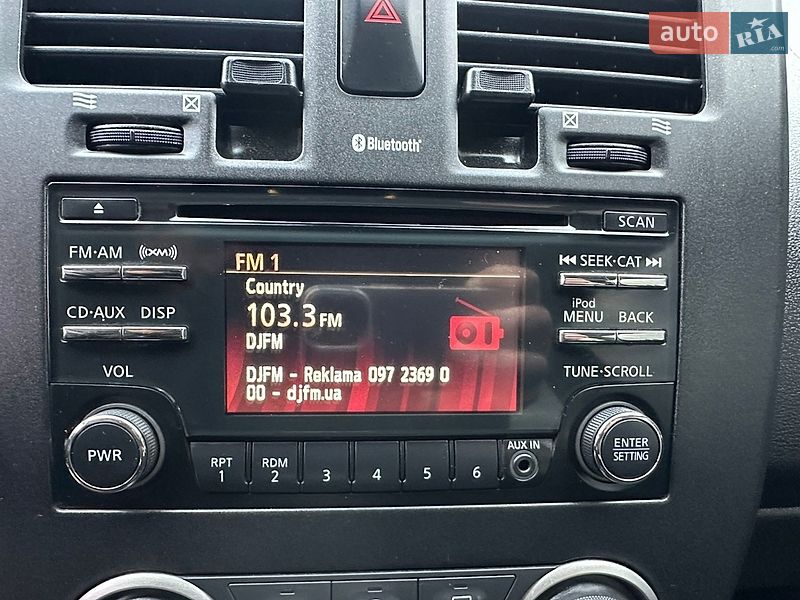 auto RIA .com
Bluetooth
SCAN
FM·AM ((XM))
SEEK·CAT
CD·AUX DISP
iPod
MENU BACK
VOL
TUNE·SCROLL
FM 1
Country
103.3 FM
DJFM
DJFM - Reklama 097 2369 0
00 - djfm.ua
PWR
RPT
1
RDM
2
3
4
5
6
AUX IN
ENTER
SETTING